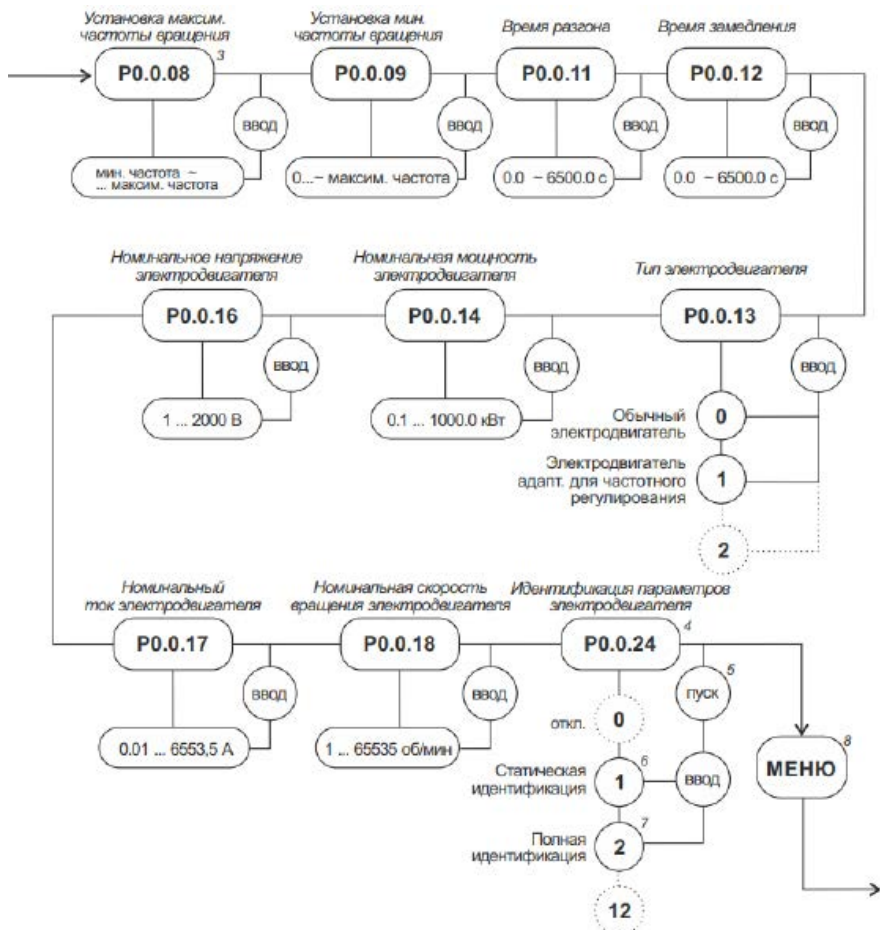 Установка максим.
частоты вращения
3
P0.0.08
ввод
мин. частота ~
... максим. частота
Установка мин.
частоты вращения
P0.0.09
ввод
0...~ максим. частота
Время разгона
P0.0.11
ввод
0.0 ~ 6500.0 с
Время замедления
P0.0.12
ввод
0.0 ~ 6500.0 с
Номинальное напряжение
электродвигателя
P0.0.16
ввод
1 ... 2000 В
Номинальная мощность
электродвигателя
P0.0.14
ввод
0.1 ... 1000.0 кВт
Тип электродвигателя
P0.0.13
ввод
Обычный
электродвигатель
0
Электродвигатель
адапт. для частотного
регулирования
1
2
Номинальный
ток электродвигателя
P0.0.17
ввод
0.01 ... 6553,5 А
Номинальная скорость
вращения электродвигателя
P0.0.18
ввод
1 ... 65535 об/мин
Идентификация параметров
электродвигателя
4
P0.0.24
5
пуск
откл.
0
Статическая
идентификация
6
1
ввод
Полная
идентификация
7
2
12
8
МЕНЮ